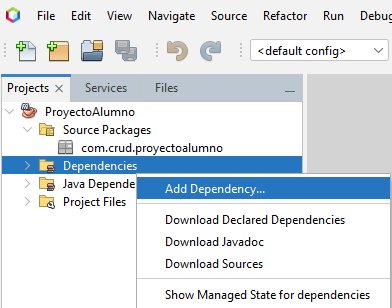 File Edit View Navigate Source Refactor Run Debu
<default config>
Projects Services Files
ProyectoAlumno
Source Packages
com.crud.proyectoalumno
Dependencies
Java Depende
Project Files
Add Dependency...
Download Declared Dependencies
Download Javadoc
Download Sources
Show Managed State for dependencies